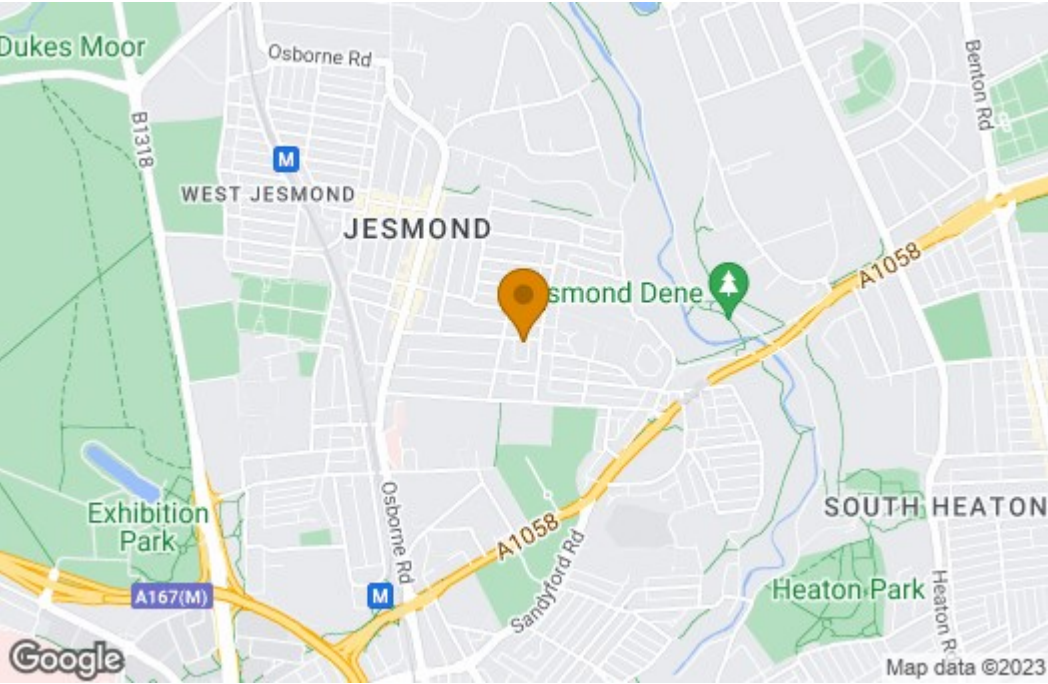 Dukes Moor
Osborne Rd
Benton Rd
B1318
M
WEST JESMOND
JESMOND
A1058
smond Dene
Exhibition
Park
Osborne Rd
A1058
SOUTH HEATON
Sandyford Rd
M
A167(M)
Heaton Park
Heaton R
Google
Map data ©2023